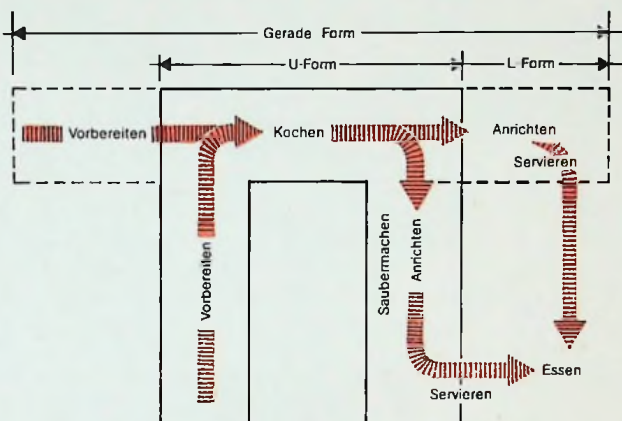 Gerade Form
U-Form
L Form
Vorbereiten
Kochen
Anrichten
Servieren
Vorbereiten
Saubermachen
Anrichten
Servieren
Essen